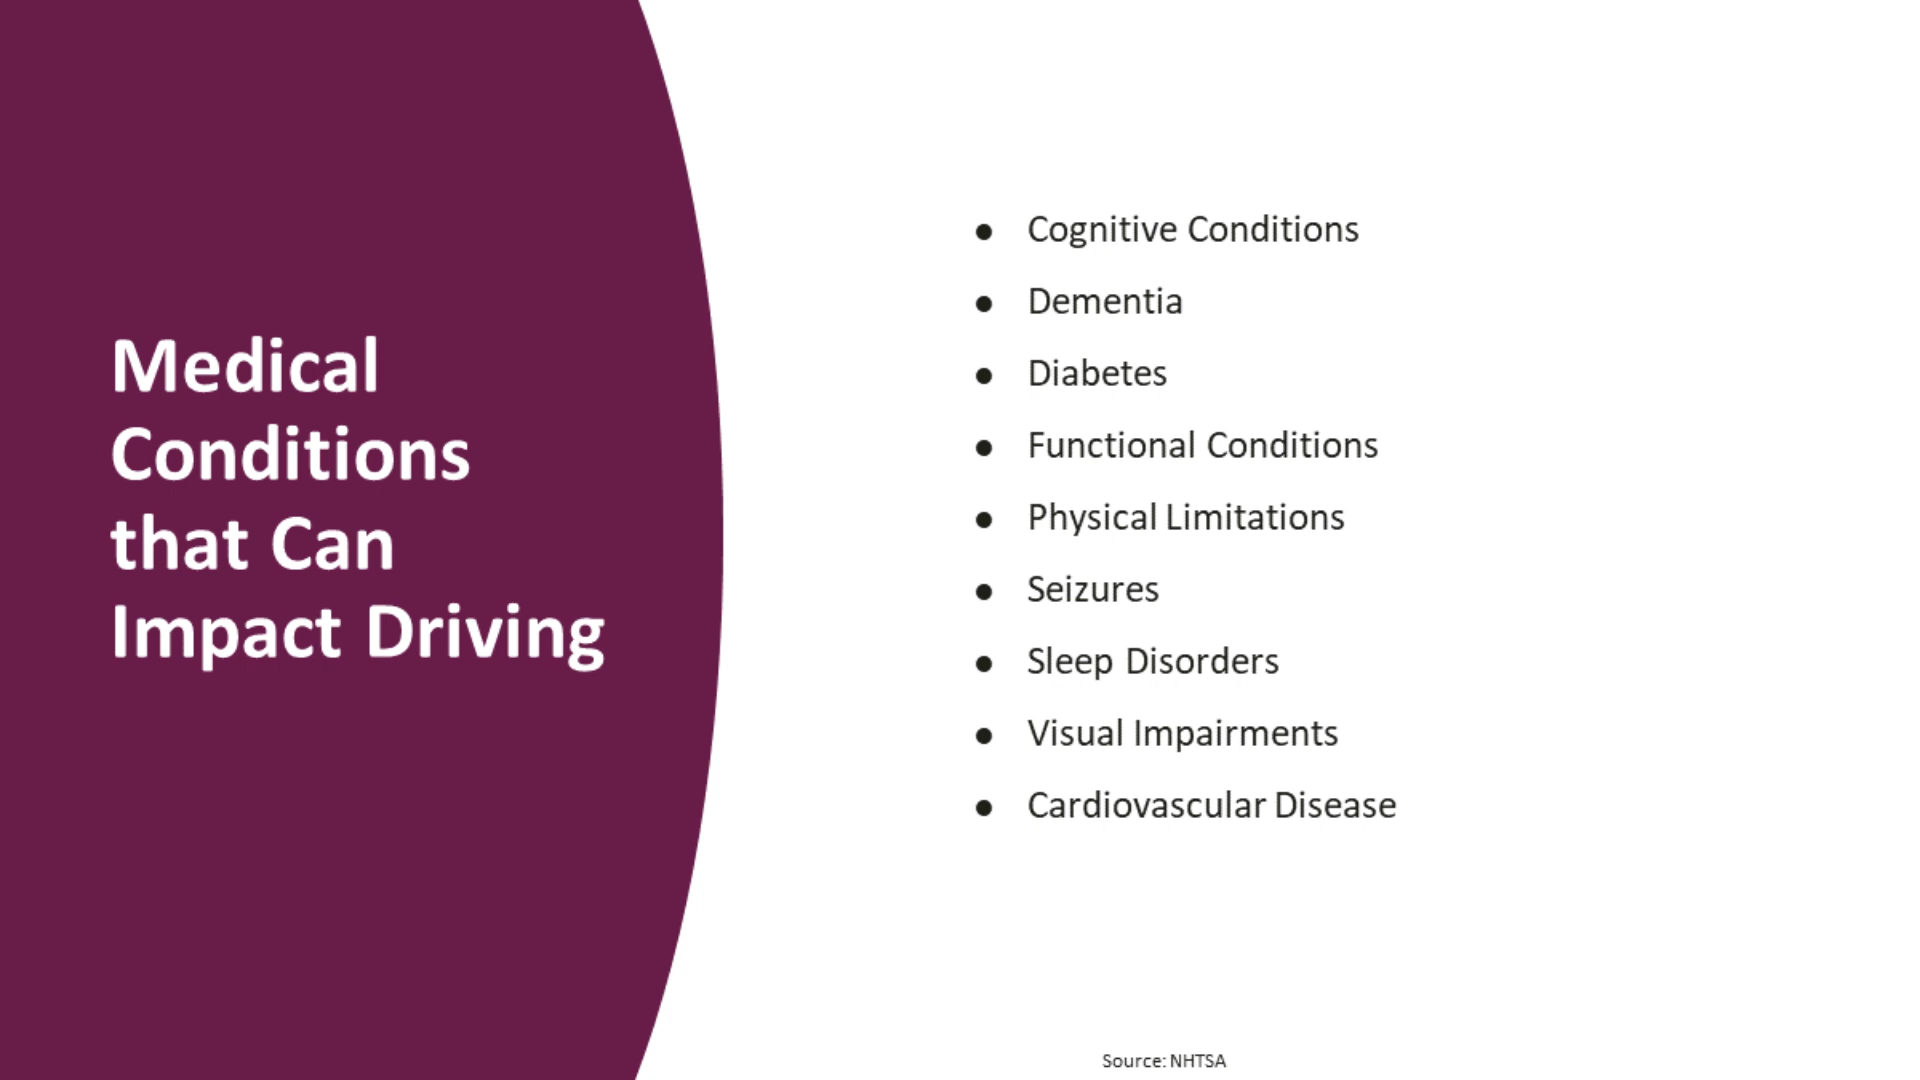 Medical
Conditions
that Can
Impact Driving
● Cognitive Conditions
● Dementia
● Diabetes
● Functional Conditions
● Physical Limitations
● Seizures
● Sleep Disorders
● Visual Impairments
● Cardiovascular Disease
Source: NHTSA